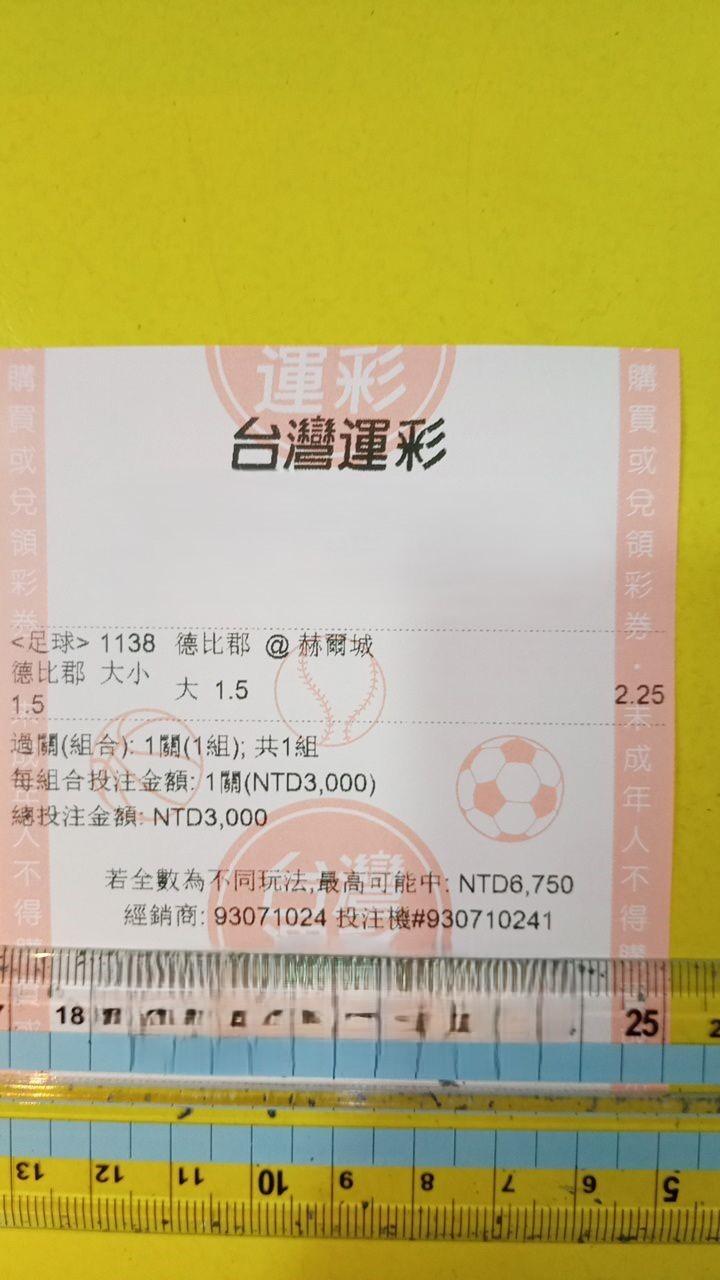 運彩
台灣運彩
<足球> 1138 德比郡 @ 赫爾城
德比郡 大小
1.5
大 1.5
2.25
過關(組合): 1關(1組); 共1組
每組合投注金額: 1關(NTD3,000)
總投注金額: NTD3,000
若全數為不同玩法,最高可能中: NTD6,750
經銷商: 93071024 投注機#930710241
台灣
購買或兌領彩券
購買或兌領彩券・未成年人不得購
18
25
13 12 11 10 9 8 7 6 5